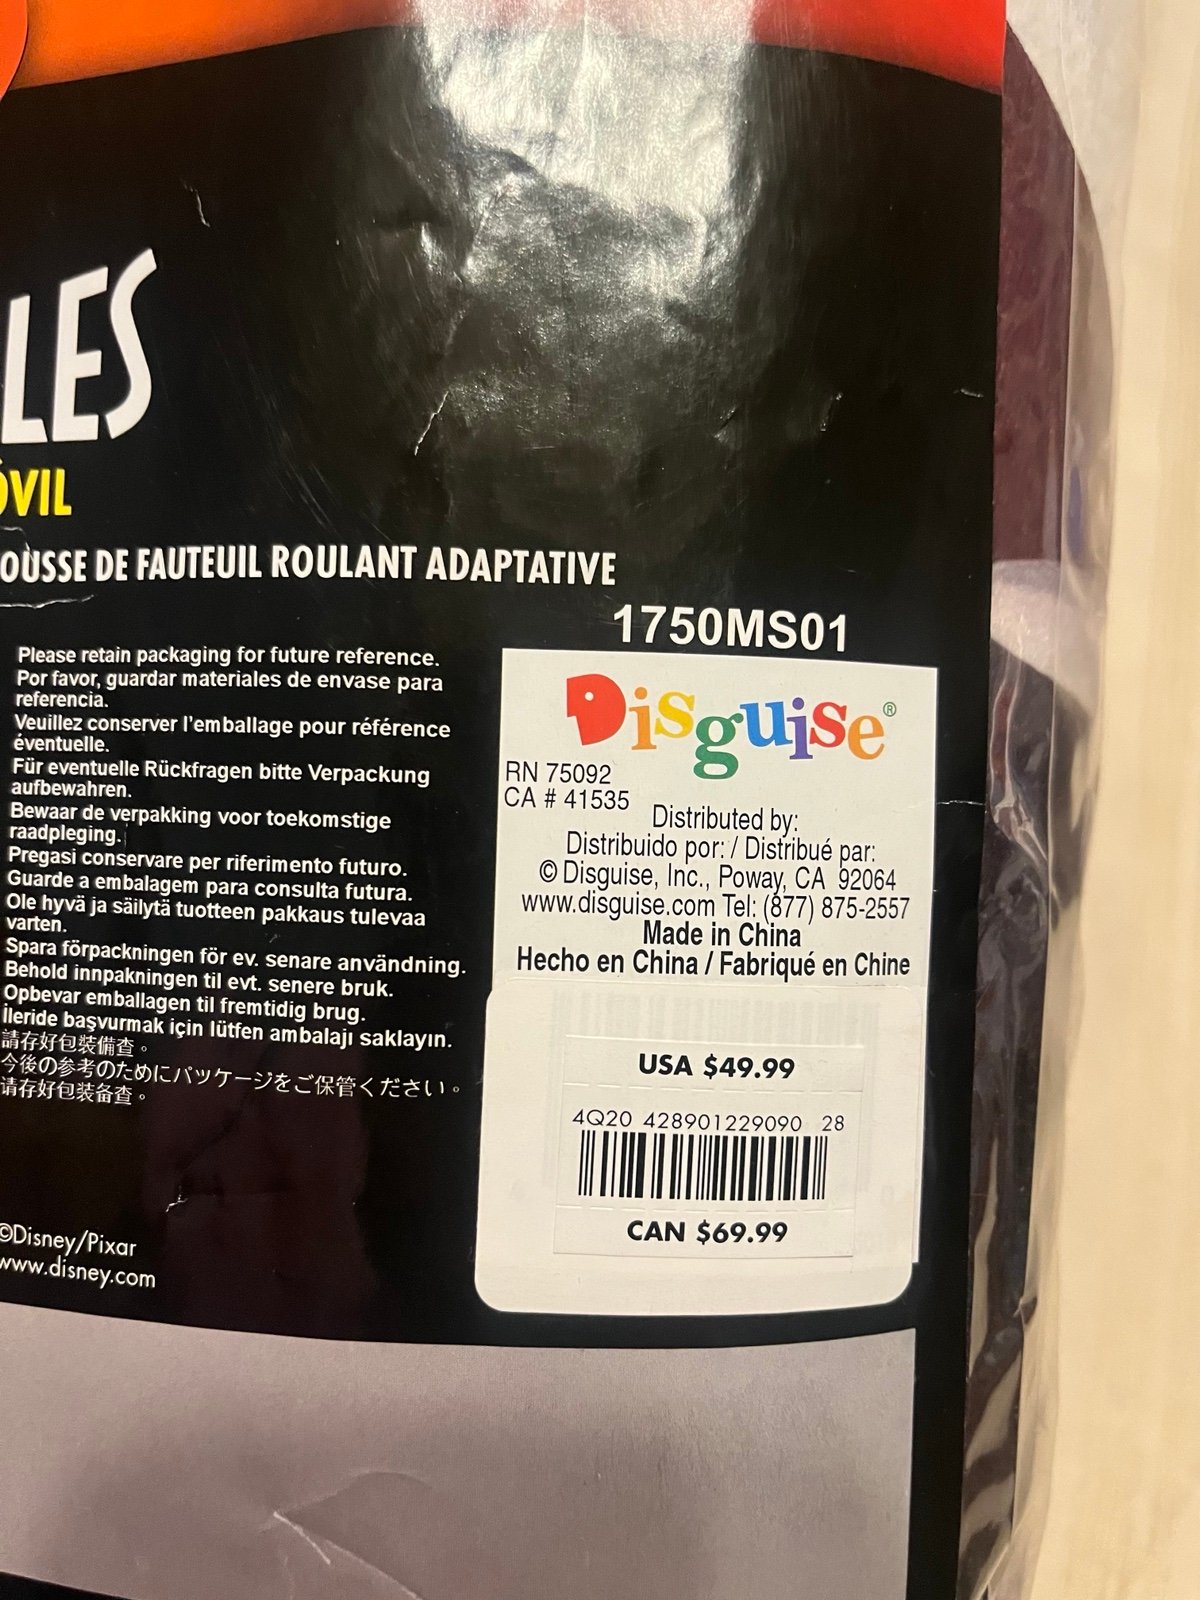 LES
ÓVIL
OUSSE DE FAUTEUIL ROULANT ADAPTATIVE
1750MS01
Please retain packaging for future reference.
Por favor, guardar materiales de envase para
referencia.
Veuillez conserver l'emballage pour référence
éventuelle.
Für eventuelle Rückfragen bitte Verpackung
aufbewahren.
Bewaar de verpakking voor toekomstige
raadpleging.
Pregasi conservare per riferimento futuro.
Guarde a embalagem para consulta futura.
Ole hyvä ja säilytä tuotteen pakkaus tulevaa
varten.
Spara förpackningen för ev. senare användning.
Behold innpakningen til evt. senere bruk.
Opbevar emballagen til fremtidig brug.
İleride başvurmak için lütfen ambalajı saklayın.
請存好包裝備查。
今後の参考のためにパッケージをご保管ください。
请存好包装备查。
©Disney/Pixar
www.disney.com
Disguise®
RN 75092
CA # 41535
Distributed by:
Distribuido por: / Distribué par:
© Disguise, Inc., Poway, CA 92064
www.disguise.com Tel: (877) 875-2557
Made in China
Hecho en China / Fabriqué en Chine
USA $49.99
4Q20 428901229090 28
CAN $69.99